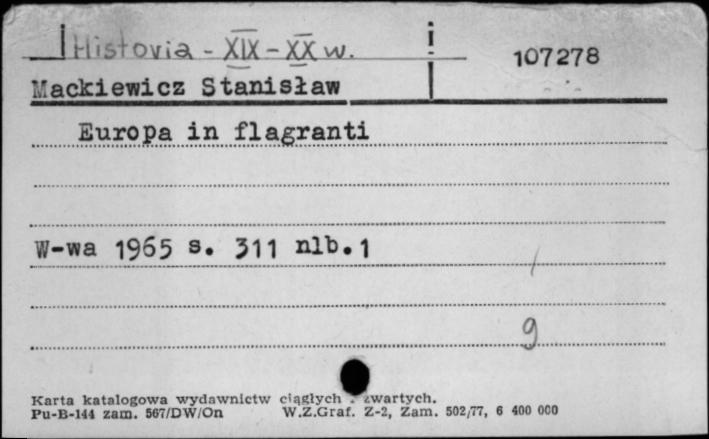 Historia - XIX - XX w.
107278
Mackiewicz Stanisław
Europa in flagranti
W-wa 1965 s. 311 nlb.1
9
Karta katalogowa wydawnictw ciągłych . zwartych.
Pu-B-144 zam. 567/DW/On W.Z.Graf. Z-2, Zam. 502/77, 6 400 000